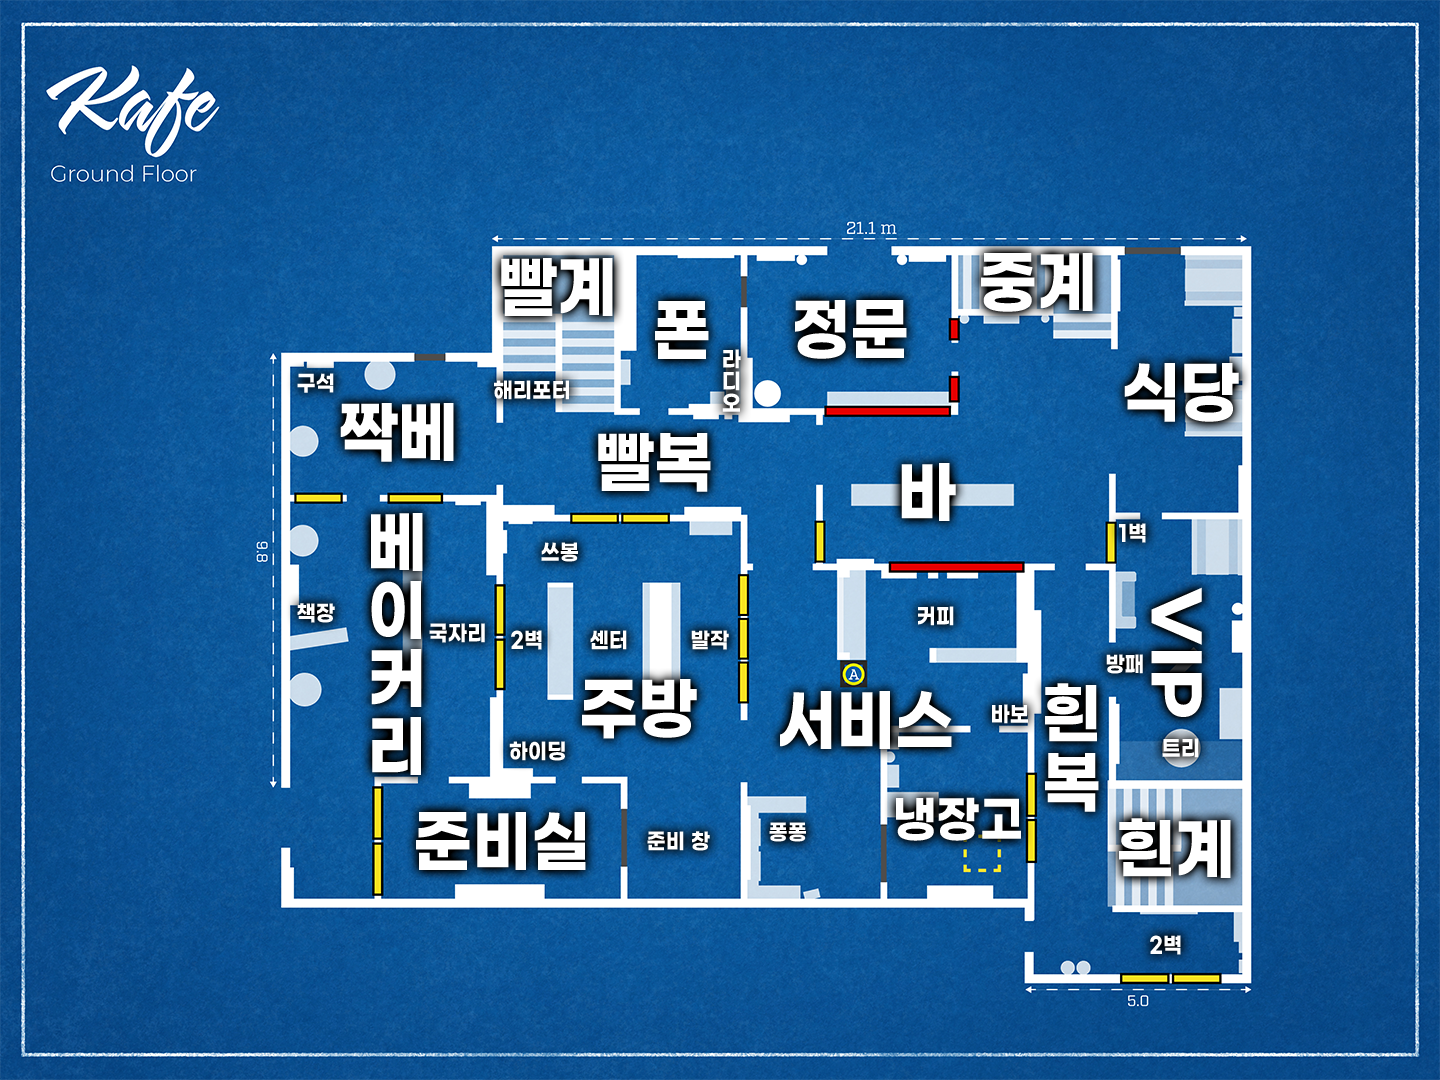 Kafe
Ground Floor
21.1 m
빨계
중계
폰
정문
라디오
구석
해리포터
식당
짝베
빨복
바
1벽
쓰봉
9.8
베이커리
책장
국자리
2벽
센터
발작
커피
VIP
방패
A
주방
서비스
바보
흰복
트리
하이딩
준비실
준비 창
퐁퐁
냉장고
흰계
2벽
5.0